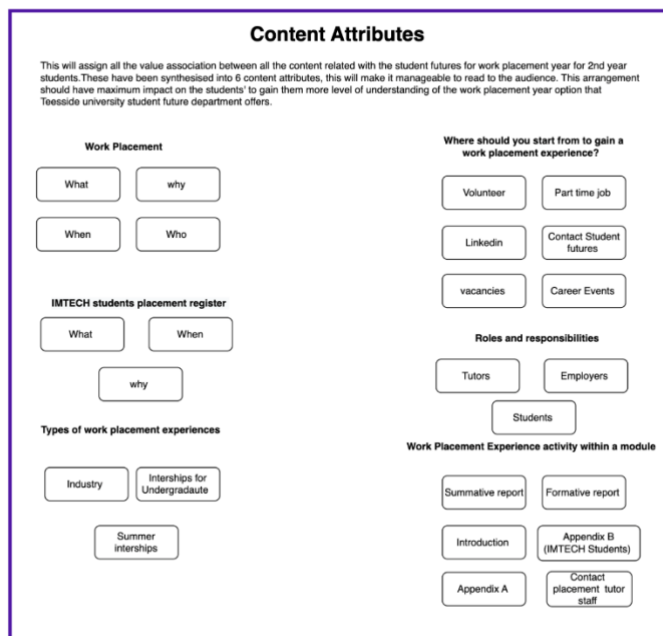 Content Attributes
This will assign all the value association between all the content related with the student futures for work placement year for 2nd year
students.These have been synthesised into 6 content attributes, this will make it manageable to read to the audience. This arrangement
should have maximum impact on the students' to gain them more level of understanding of the work placement year option that
Teesside university student future department offers.
Work Placement
What
why
When
Who
IMTECH students placement register
What
When
why
Types of work placement experiences
Industry
Interships for
Undergradaute
Summer
interships
Where should you start from to gain a
work placement experience?
Volunteer
Part time job
Linkedin
Contact Student
futures
vacancies
Career Events
Roles and responsibilities
Tutors
Employers
Students
Work Placement Experience activity within a module
Summative report
Formative report
Introduction
Appendix B
(IMTECH Students)
Appendix A
Contact
placement tutor
staff